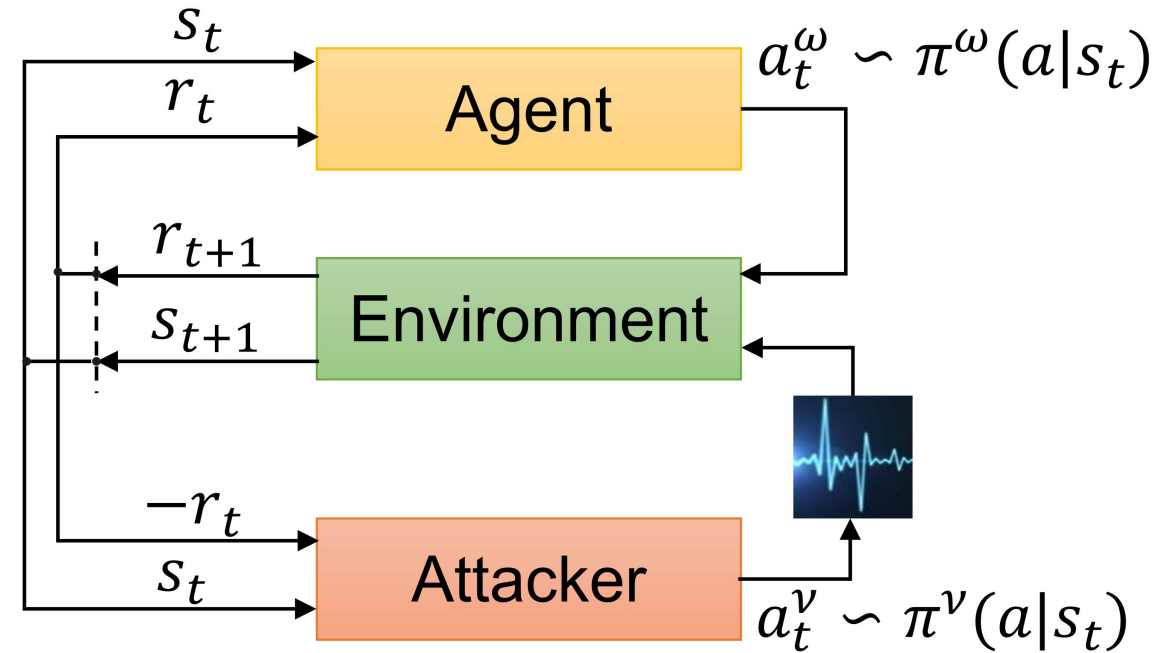 s_t
a_t^ω ∽ π^ω(a|s_t)
r_t
Agent
r_{t+1}
Environment
s_{t+1}
−r_t
Attacker
s_t
a_t^ν ∽ π^ν(a|s_t)